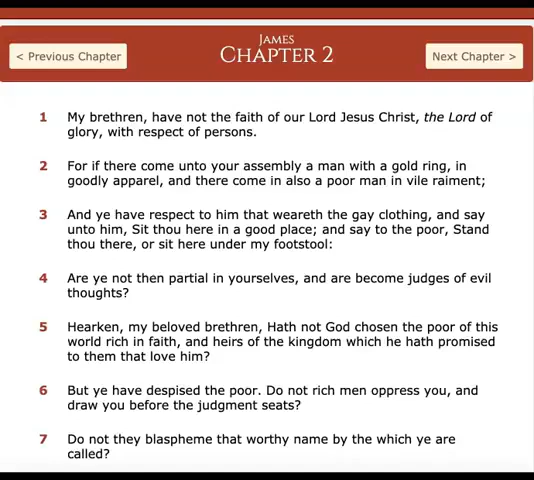 James
Chapter 2
< Previous Chapter
Next Chapter >
1 My brethren, have not the faith of our Lord Jesus Christ, the Lord of
glory, with respect of persons.
2 For if there come unto your assembly a man with a gold ring, in
goodly apparel, and there come in also a poor man in vile raiment;
3 And ye have respect to him that weareth the gay clothing, and say
unto him, Sit thou here in a good place; and say to the poor, Stand
thou there, or sit here under my footstool:
4 Are ye not then partial in yourselves, and are become judges of evil
thoughts?
5 Hearken, my beloved brethren, Hath not God chosen the poor of this
world rich in faith, and heirs of the kingdom which he hath promised
to them that love him?
6 But ye have despised the poor. Do not rich men oppress you, and
draw you before the judgment seats?
7 Do not they blaspheme that worthy name by the which ye are
called?